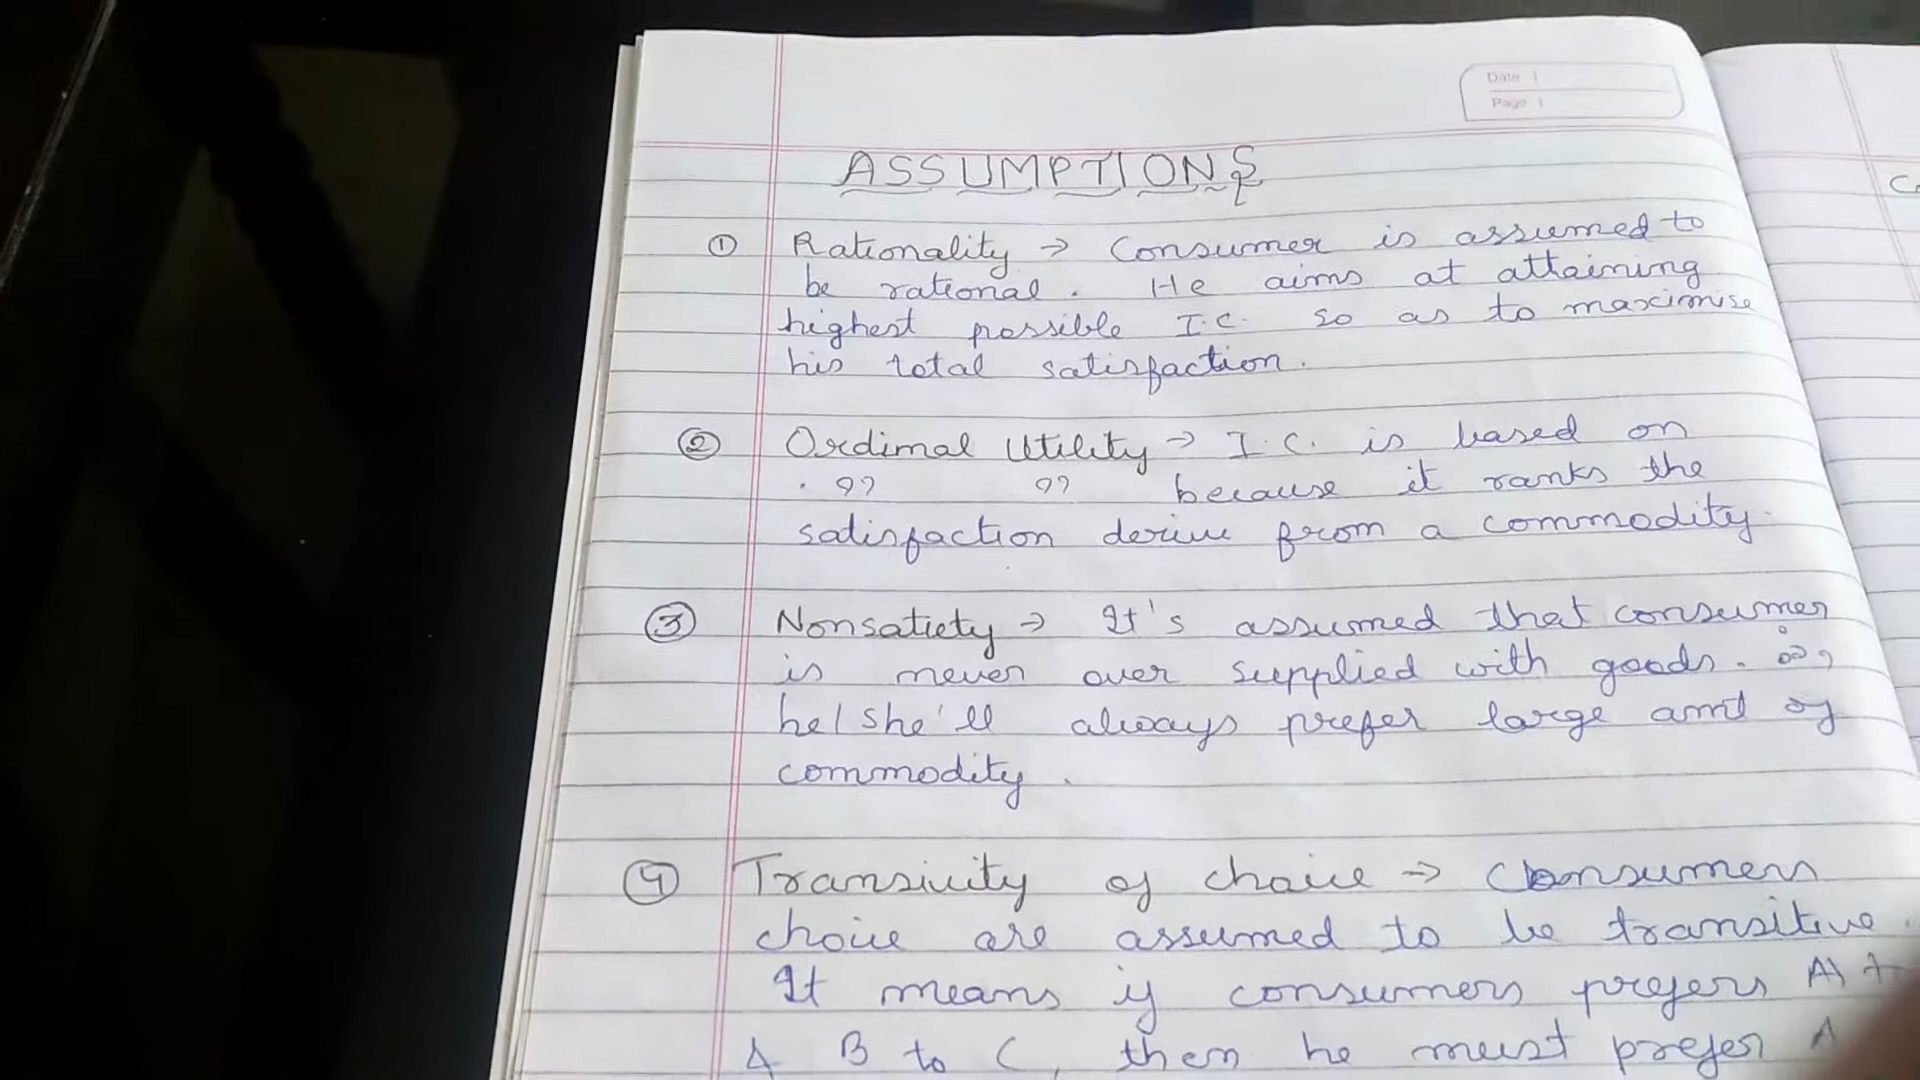 Date
Page
ASSUMPTIONS
① Rationality → Consumer is assumed to
be rational. He aims at attaining
highest possible I.C. so as to maximise
his total satisfaction.
② Ordinal Utility → I.C. is based on
,, ,, because it ranks the
satisfaction derive from a commodity.
③ Nonsatiety → It's assumed that consumer
is never over supplied with goods.
he/she'll always prefer large amt of
commodity.
④ Transivity of choice → Consumers
choice are assumed to be transitive.
It means if consumers prefers A
& B to C, then he must prefer A